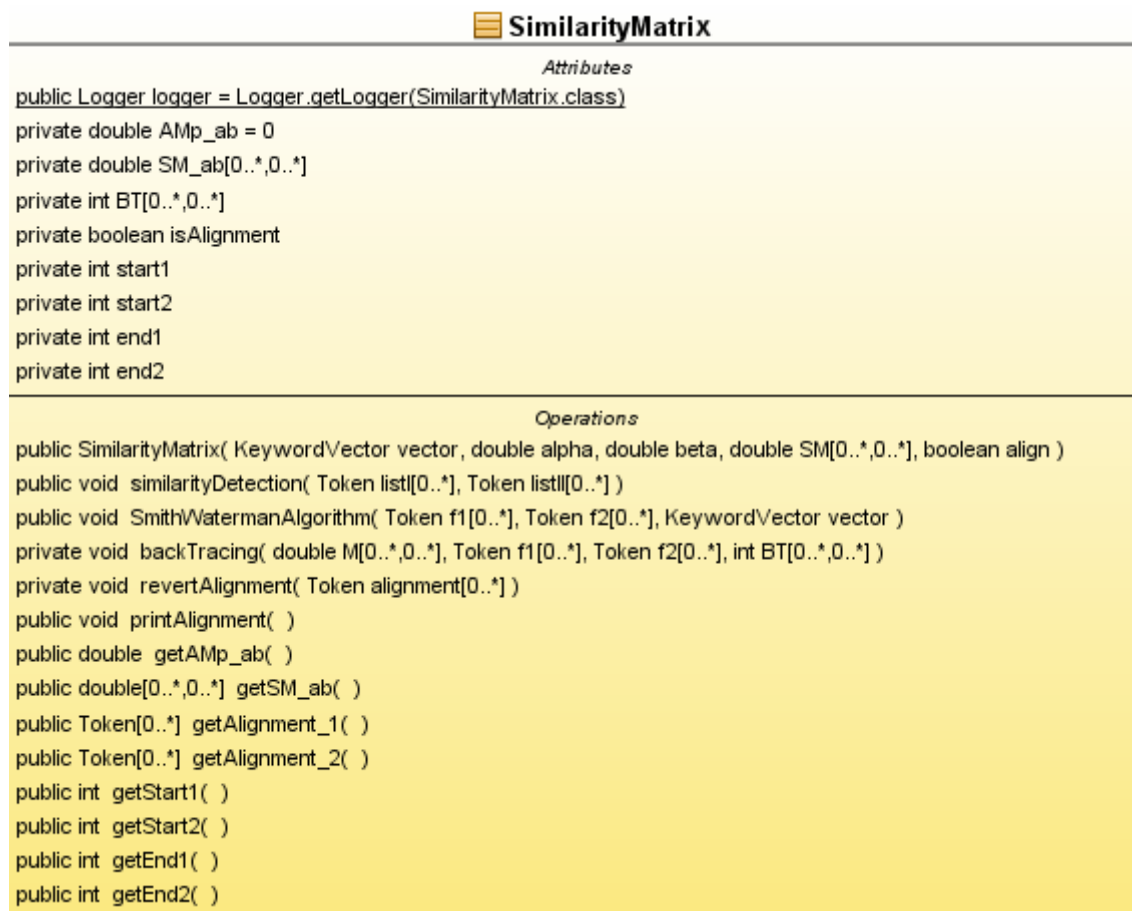 SimilarityMatrix
Attributes
public Logger logger = Logger.getLogger(SimilarityMatrix.class)
private double AMp_ab = 0
private double SM_ab[0..*,0..*]
private int BT[0..*,0..*]
private boolean isAlignment
private int start1
private int start2
private int end1
private int end2
Operations
public SimilarityMatrix( KeywordVector vector, double alpha, double beta, double SM[0..*,0..*], boolean align )
public void similarityDetection( Token listI[0..*], Token listII[0..*] )
public void SmithWatermanAlgorithm( Token f1[0..*], Token f2[0..*], KeywordVector vector )
private void backTracing( double M[0..*,0..*], Token f1[0..*], Token f2[0..*], int BT[0..*,0..*] )
private void revertAlignment( Token alignment[0..*] )
public void printAlignment( )
public double getAMp_ab( )
public double[0..*,0..*] getSM_ab( )
public Token[0..*] getAlignment_1( )
public Token[0..*] getAlignment_2( )
public int getStart1( )
public int getStart2( )
public int getEnd1( )
public int getEnd2( )